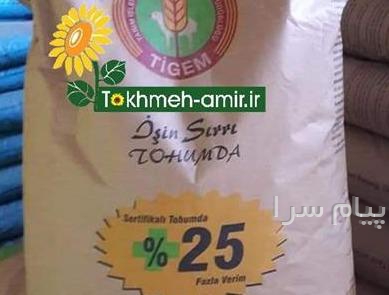 TİGEM
Tokhmeh-amir.ir
İşin Sırrı
TOHUMDA
پیام سرا
Sertifikalı Tohumda
%25
Fazla Verim